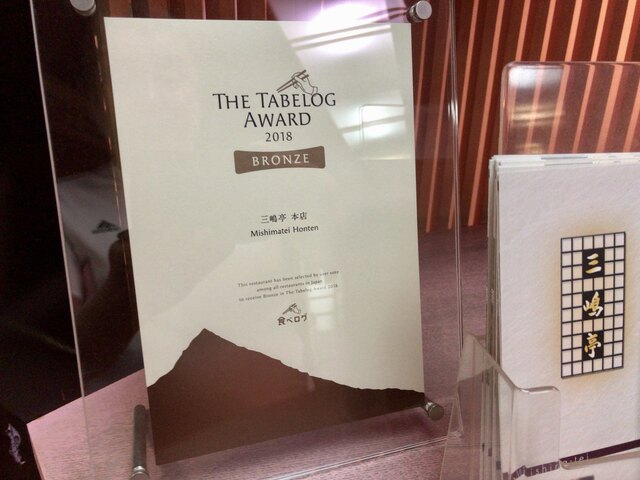 THE TABELOG
AWARD
2018
BRONZE
三嶋亭 本店
Mishimatei Honten
This restaurant has been selected by user vote
among all restaurants in Japan
to receive Bronze in The Tabelog Award 2018
食べログ
三嶋亭
Mishimatei